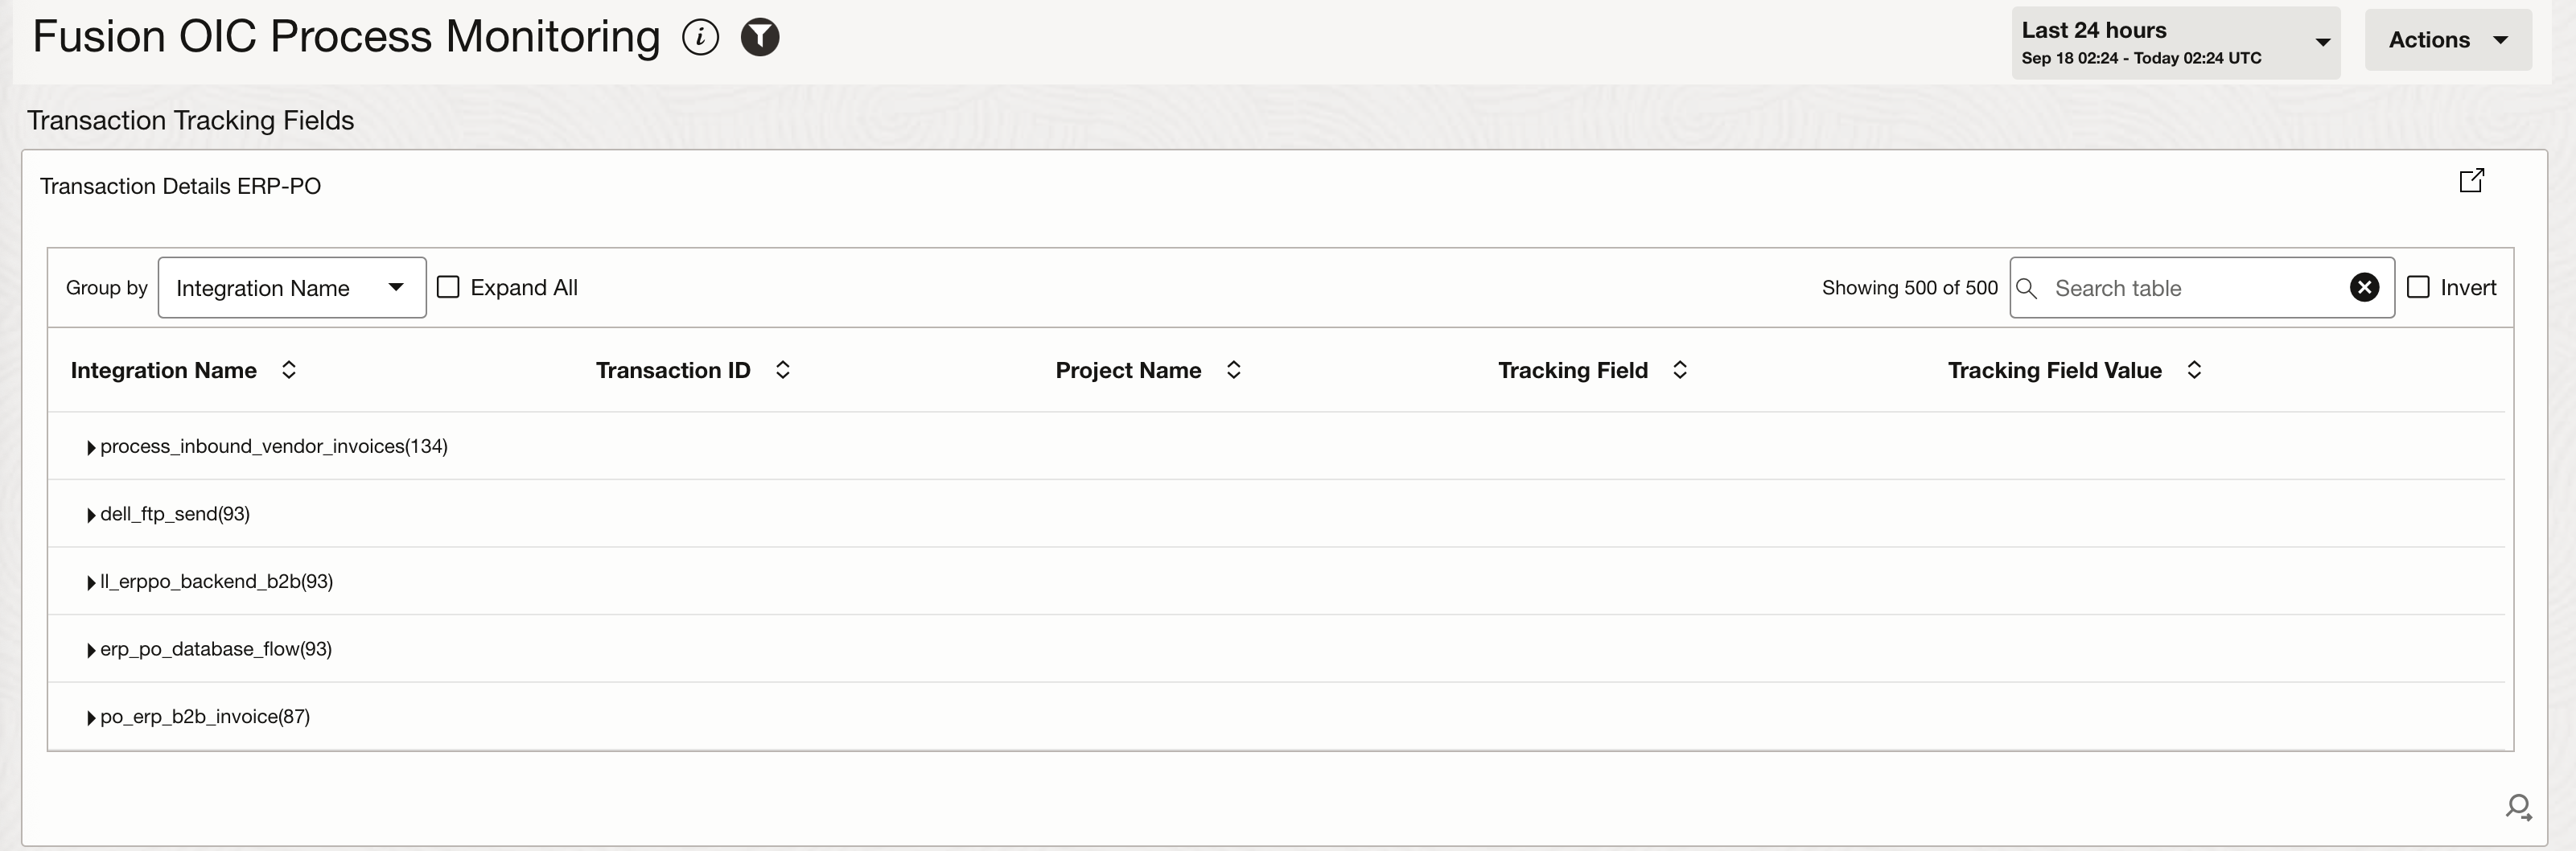 Fusion OIC Process Monitoring
Last 24 hours
Sep 18 02:24 - Today 02:24 UTC
Actions
Transaction Tracking Fields
Transaction Details ERP-PO
Group by Integration Name Expand All Showing 500 of 500 Search table Invert
Integration Name Transaction ID Project Name Tracking Field Tracking Field Value
process_inbound_vendor_invoices(134)
dell_ftp_send(93)
ll_erppo_backend_b2b(93)
erp_po_database_flow(93)
po_erp_b2b_invoice(87)